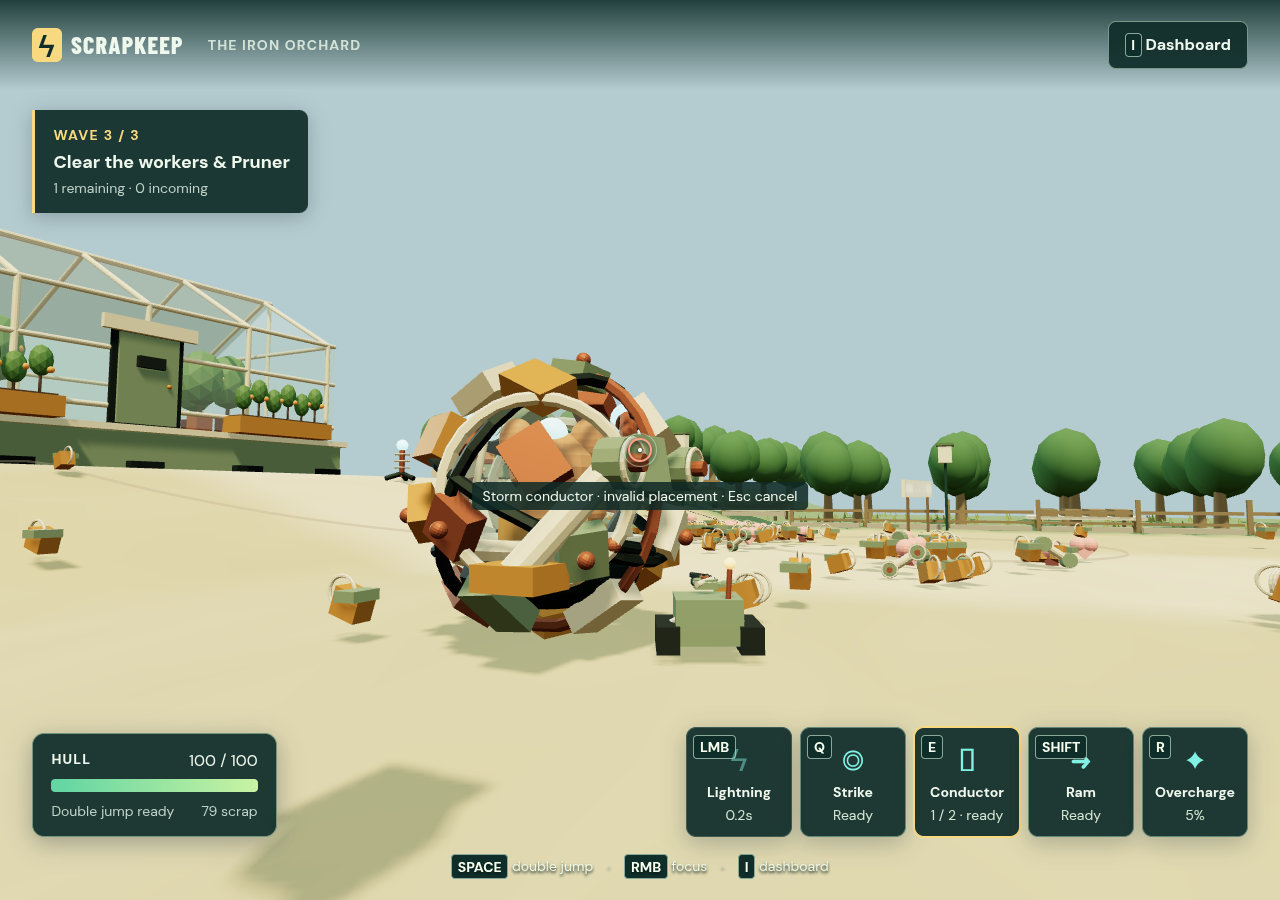 SCRAPKEEP
THE IRON ORCHARD
I Dashboard
WAVE 3 / 3
Clear the workers & Pruner
1 remaining · 0 incoming
Storm conductor · invalid placement · Esc cancel
HULL
100 / 100
Double jump ready
79 scrap
LMB
Lightning
0.2s
Q
Strike
Ready
E
Conductor
1 / 2 · ready
SHIFT
Ram
Ready
R
Overcharge
5%
SPACE double jump · RMB focus · I dashboard